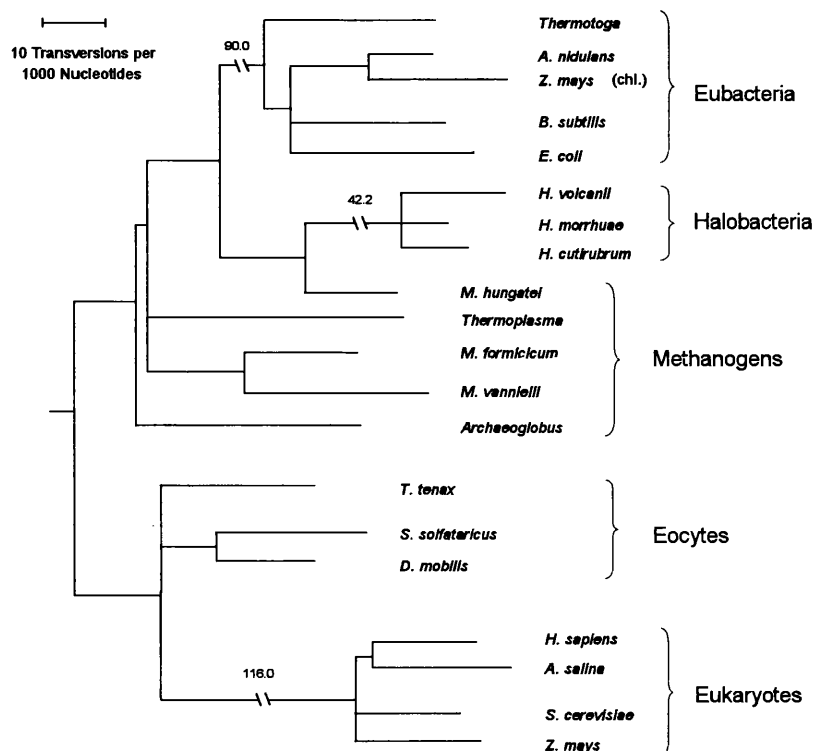 10 Transversions per
1000 Nucleotides
90.0
Thermotoga
A. nidulans
Z. mays (chl.)
B. subtilis
E. coli
Eubacteria
42.2
H. volcanii
H. morrhuae
H. cutirubrum
Halobacteria
M. hungatei
Thermoplasma
M. formicicum
M. vannielii
Archaeoglobus
Methanogens
T. tenax
S. solfataricus
D. mobilis
Eocytes
116.0
H. sapiens
A. salina
S. cerevisiae
Z. mays
Eukaryotes